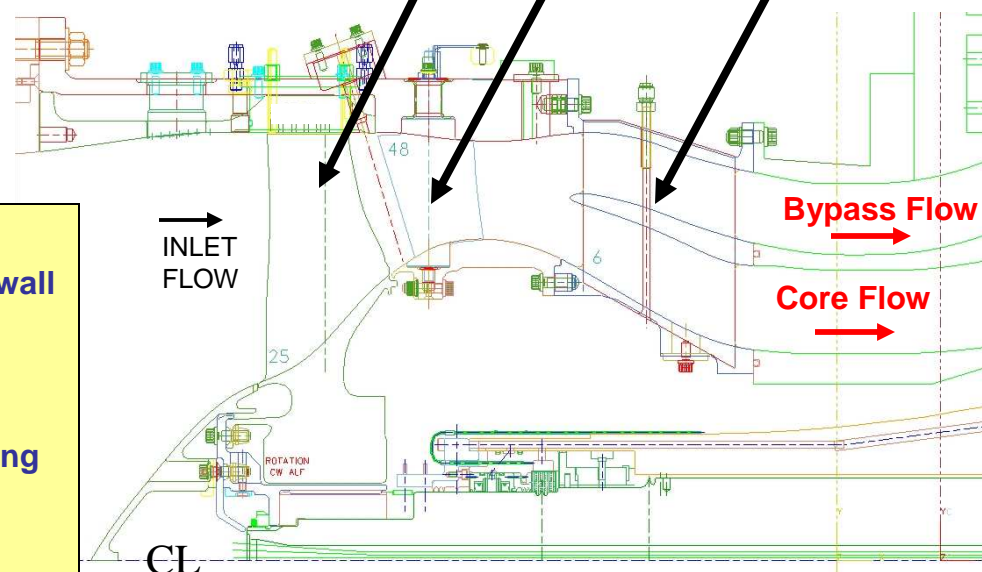 48
INLET
FLOW
Bypass Flow
wall
6
Core Flow
25
ng
ROTATION
CW ALF
CL